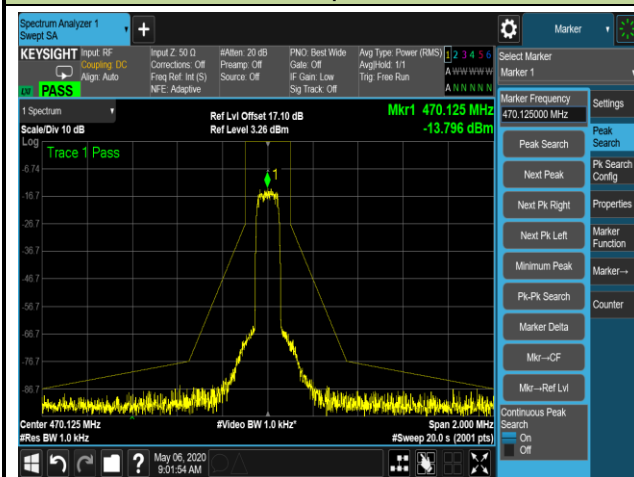 Spectrum Analyzer 1
Swept SA
Marker
KEYSIGHT
Input: RF
Coupling: DC
Align: Auto
Input Z: 50 Ω
Corrections: Off
Freq Ref: Int (S)
NFE: Adaptive
#Atten: 20 dB
Preamp: Off
Source: Off
PNO: Best Wide
Gate: Off
IF Gain: Low
Sig Track: Off
Avg Type: Power (RMS)
Avg|Hold: 1/1
Trig: Free Run
1 2 3 4 5 6
A W W W W W
A N N N N N
PASS
Select Marker
Marker 1
1 Spectrum
Scale/Div 10 dB
Ref Lvl Offset 17.10 dB
Ref Level 3.26 dBm
Mkr1 470.125 MHz
-13.796 dBm
Marker Frequency
470.125000 MHz
Settings
Peak Search
Peak
Search
Next Peak
Pk Search
Config
Next Pk Right
Properties
Next Pk Left
Marker
Function
Minimum Peak
Marker→
Pk-Pk Search
Counter
Marker Delta
Mkr→CF
Mkr→Ref Lvl
Continuous Peak
Search
On
Off
Log
Trace 1 Pass
1
-6.74
-16.7
-26.7
-36.7
-46.7
-56.7
-66.7
-76.7
-86.7
Center 470.125 MHz
#Res BW 1.0 kHz
#Video BW 1.0 kHz*
Span 2.000 MHz
#Sweep 20.0 s (2001 pts)
May 06, 2020
9:01:54 AM